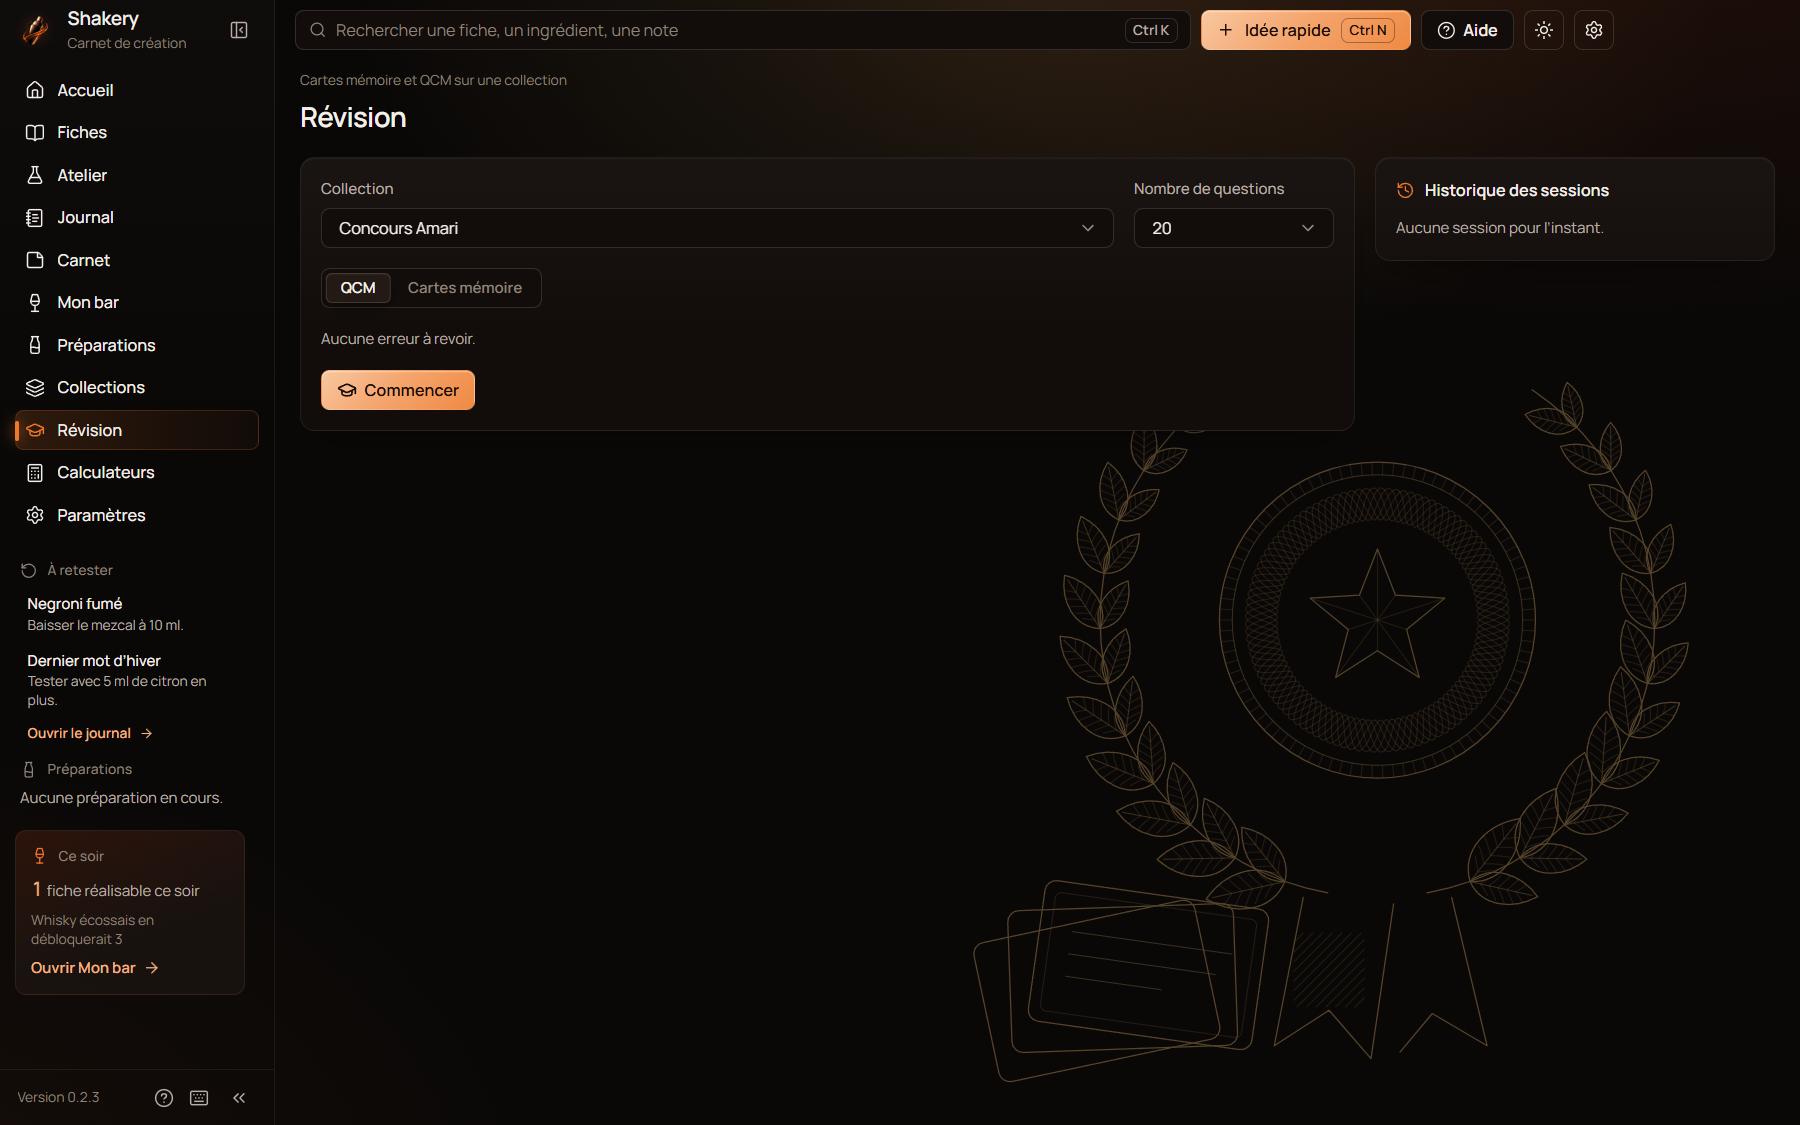 Shakery
Carnet de création
Accueil
Fiches
Atelier
Journal
Carnet
Mon bar
Préparations
Collections
Révision
Calculateurs
Paramètres
À retester
Negroni fumé
Baisser le mezcal à 10 ml.
Dernier mot d'hiver
Tester avec 5 ml de citron en
plus.
Ouvrir le journal
Préparations
Aucune préparation en cours.
Ce soir
1 fiche réalisable ce soir
Whisky écossais en
débloquerait 3
Ouvrir Mon bar
Version 0.2.3
Rechercher une fiche, un ingrédient, une note
Ctrl K
Idée rapide
Ctrl N
Aide
Cartes mémoire et QCM sur une collection
Révision
Collection
Nombre de questions
Concours Amari
20
QCM
Cartes mémoire
Aucune erreur à revoir.
Commencer
Historique des sessions
Aucune session pour l'instant.